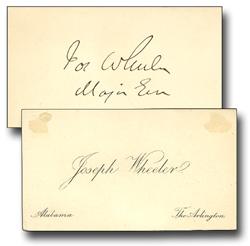 Jos Wheeler
Major Gen
Joseph Wheeler
Alabama
The Arlington